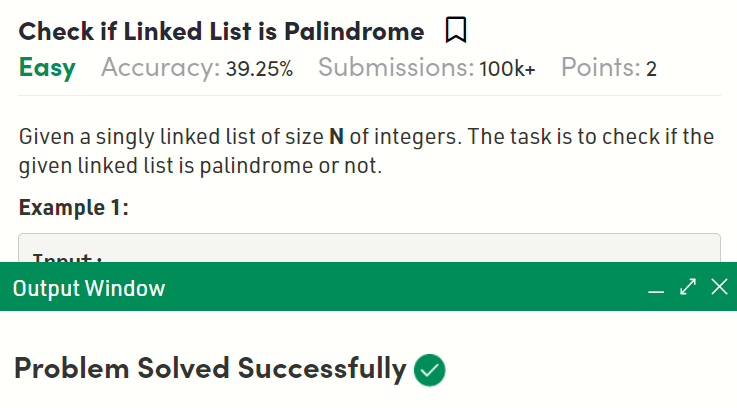 Check if Linked List is Palindrome
Easy Accuracy: 39.25% Submissions: 100k+ Points: 2
Given a singly linked list of size N of integers. The task is to check if the
given linked list is palindrome or not.
Example 1:
Input:
Output Window
Problem Solved Successfully